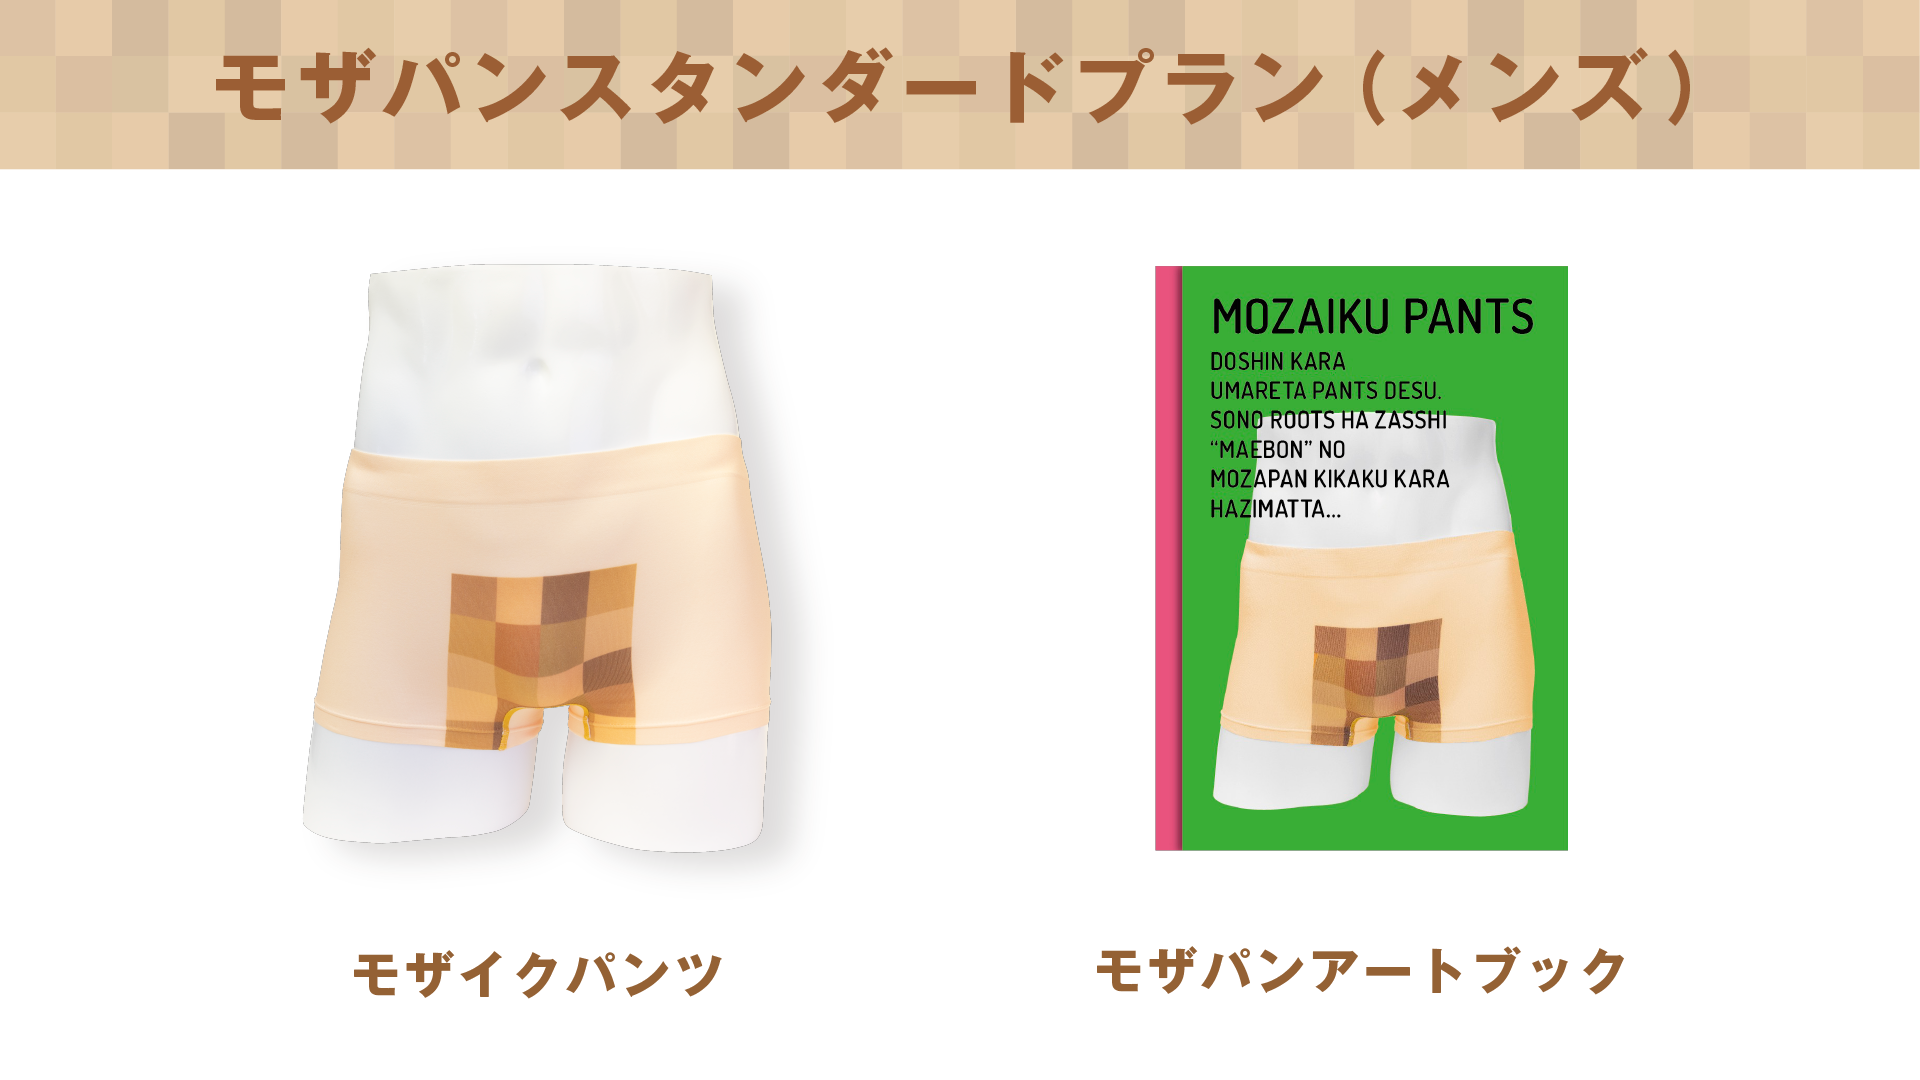 モザパンスタンダードプラン(メンズ)
MOZAIKU PANTS
DOSHIN KARA
UMARETA PANTS DESU.
SONO ROOTS HA ZASSHI
“MAEBON” NO
MOZAPAN KIKAKU KARA
HAZIMATTA...
モザイクパンツ
モザパンアートブック